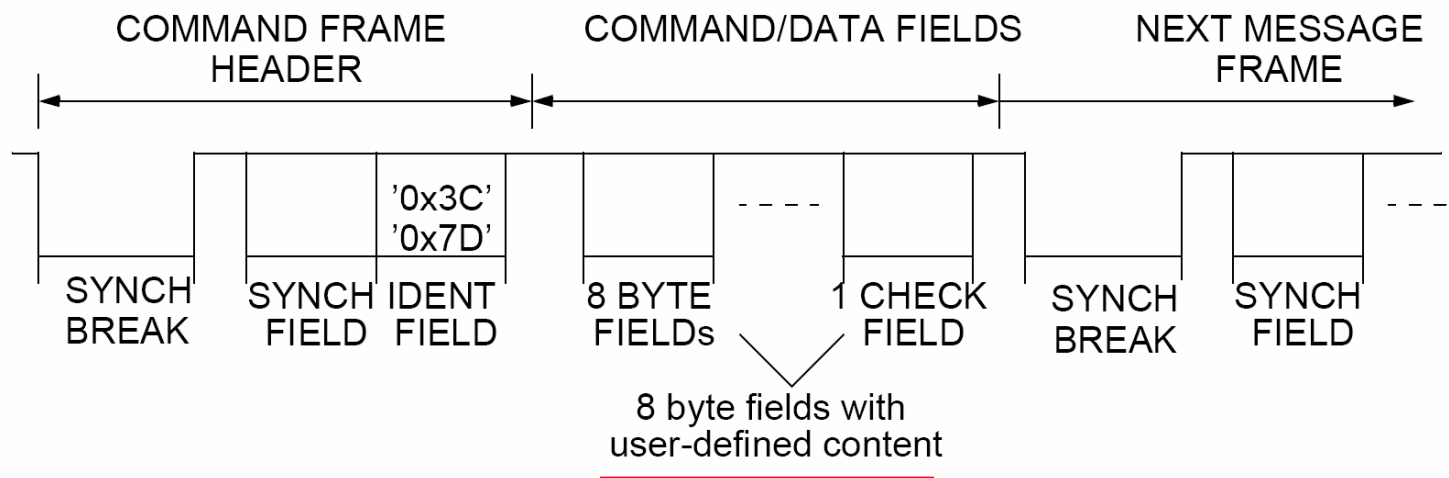 COMMAND FRAME
HEADER
COMMAND/DATA FIELDS
NEXT MESSAGE
FRAME
’0x3C’
’0x7D’
SYNCH
BREAK
SYNCH
FIELD
IDENT
FIELD
8 BYTE
FIELDs
1 CHECK
FIELD
SYNCH
BREAK
SYNCH
FIELD
8 byte fields with
user-defined content